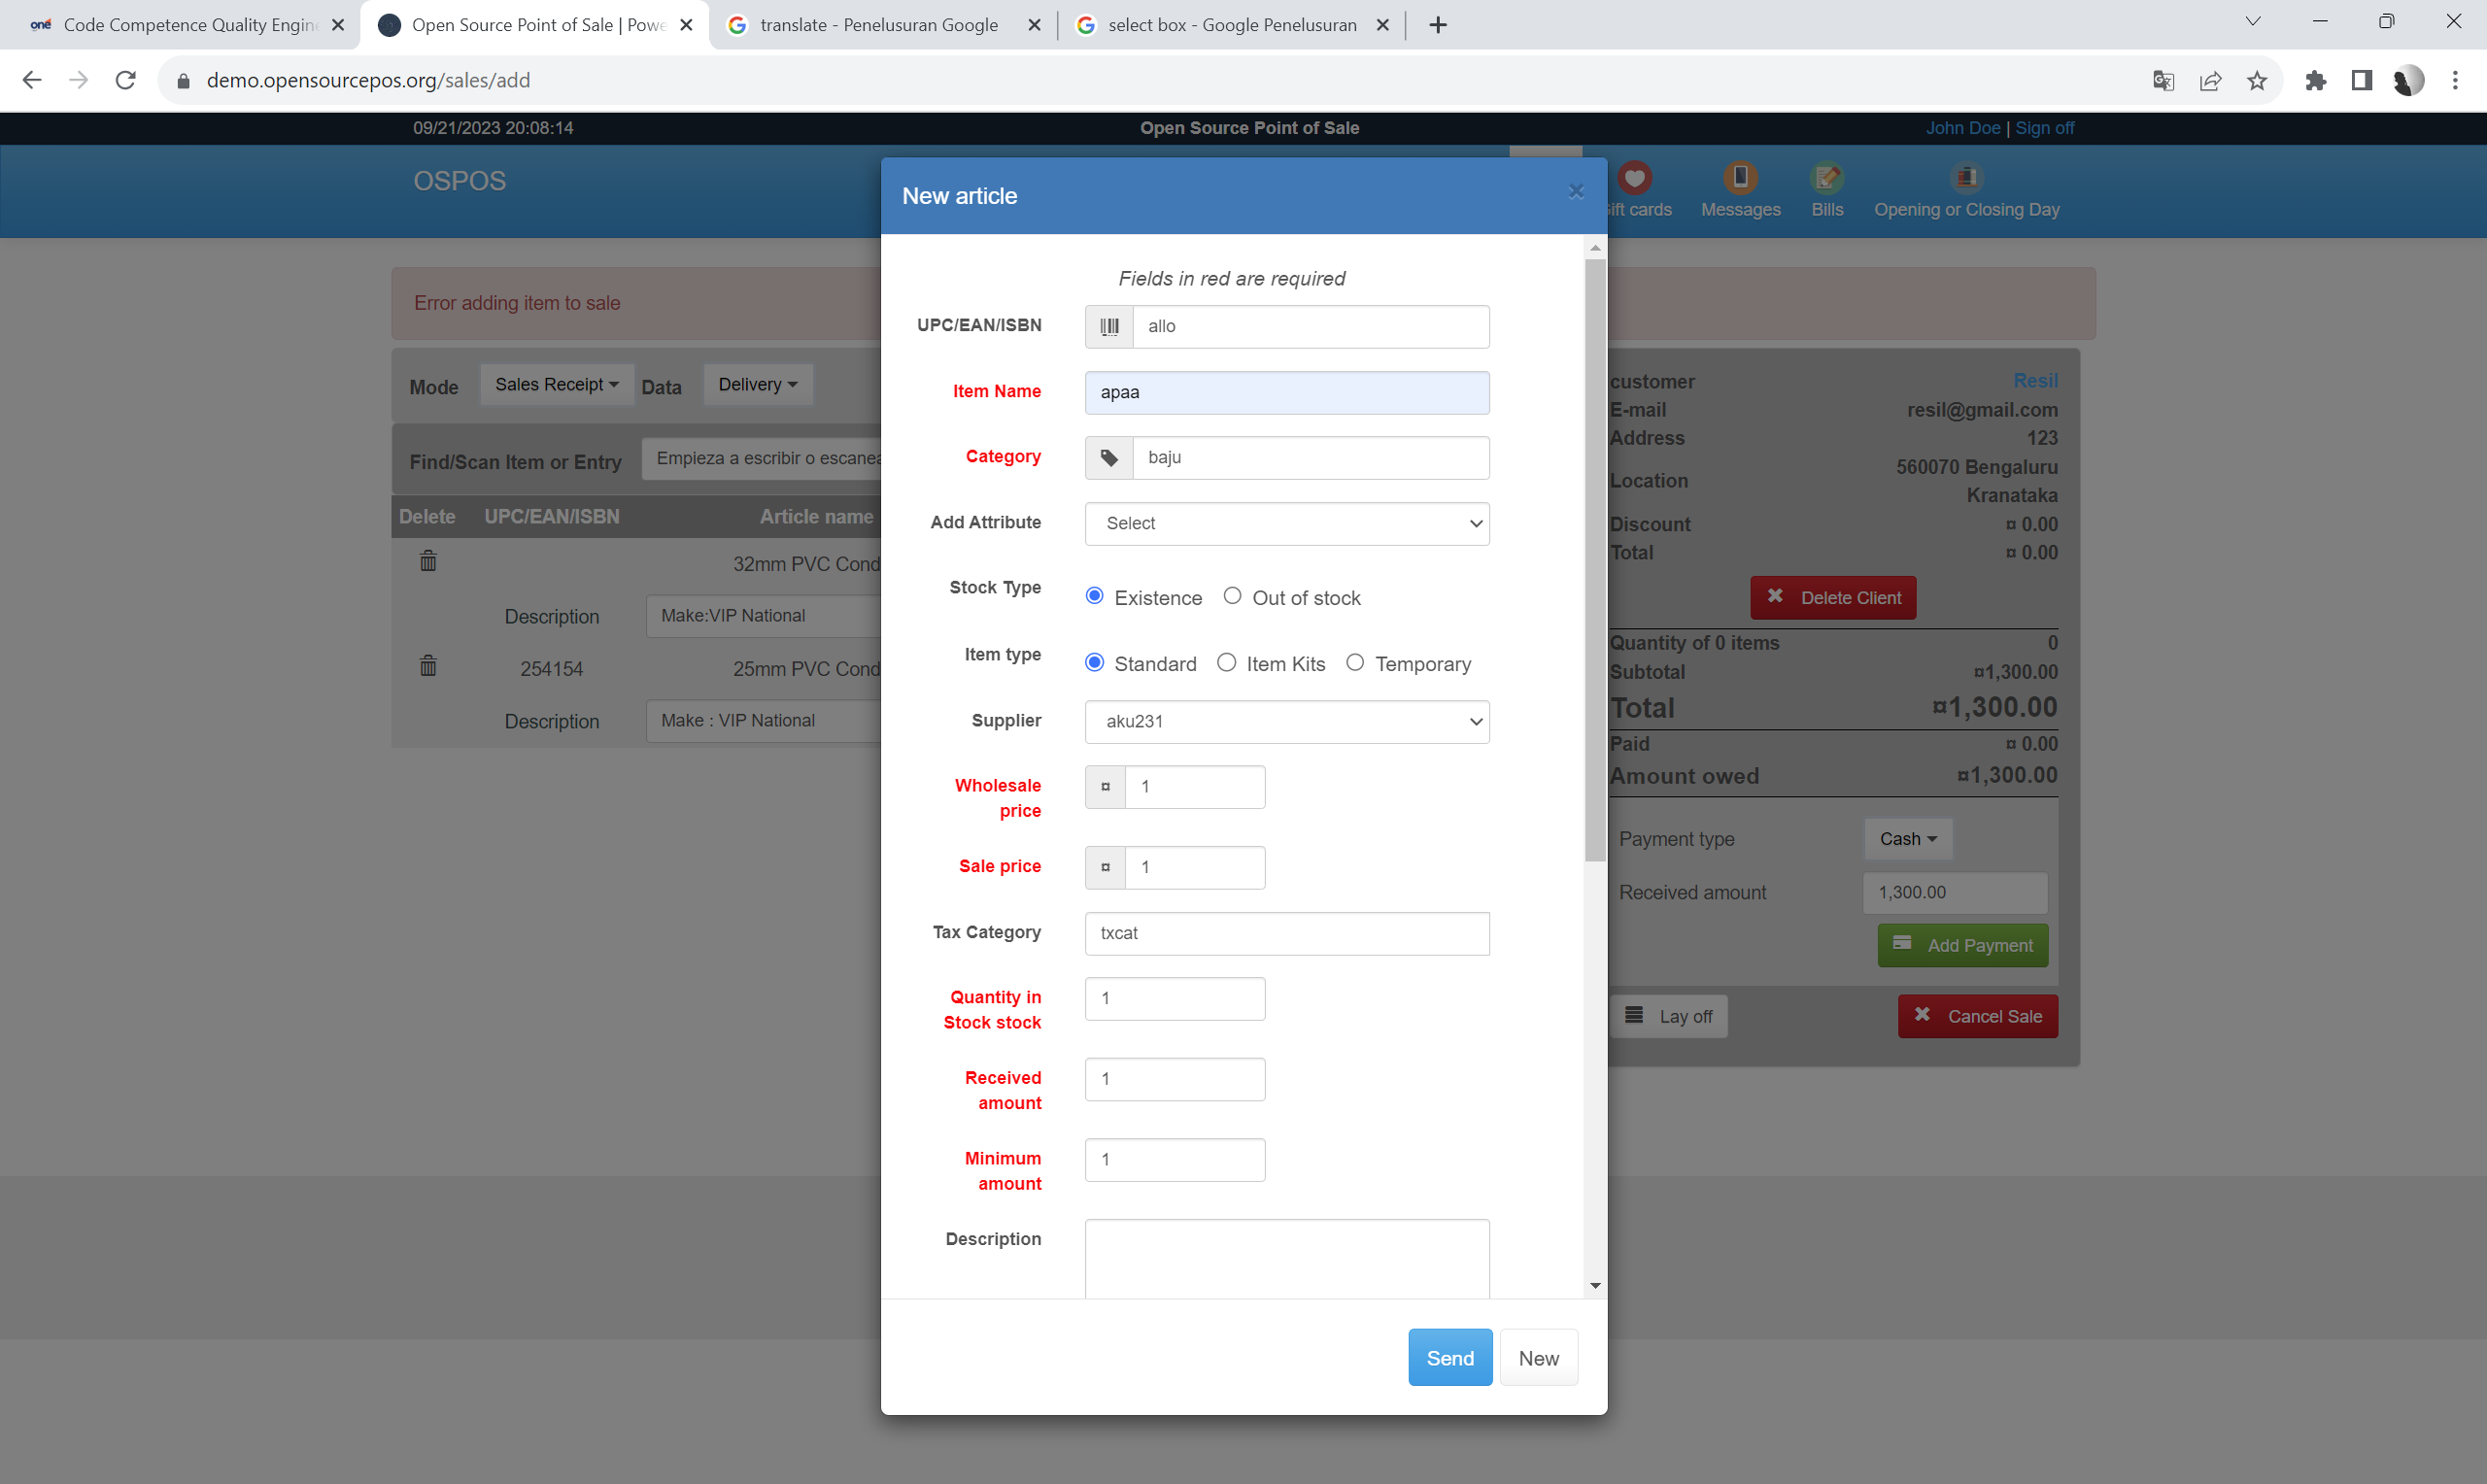 one Code Competence Quality Engin
Open Source Point of Sale | Powe
translate - Penelusuran Google
select box - Google Penelusuran
demo.opensourcepos.org/sales/add
09/21/2023 20:08:14
Open Source Point of Sale
John Doe | Sign off
OSPOS
ift cards
Messages
Bills
Opening or Closing Day
New article
Error adding item to sale
Mode
Sales Receipt
Data
Delivery
Find/Scan Item or Entry
Empieza a escribir o escanea
Delete UPC/EAN/ISBN Article name
32mm PVC Cond
Description Make:VIP National
254154 25mm PVC Cond
Description Make : VIP National
Fields in red are required
UPC/EAN/ISBN allo
Item Name apaa
Category baju
Add Attribute Select
Stock Type Existence Out of stock
Item type Standard Item Kits Temporary
Supplier aku231
Wholesale price ¤ 1
Sale price ¤ 1
Tax Category txcat
Quantity in Stock stock 1
Received amount 1
Minimum amount 1
Description
Send New
customer Resil
E-mail resil@gmail.com
Address 123
Location 560070 Bengaluru
Kranataka
Discount ¤ 0.00
Total ¤ 0.00
Delete Client
Quantity of 0 items 0
Subtotal ¤1,300.00
Total ¤1,300.00
Paid ¤ 0.00
Amount owed ¤1,300.00
Payment type Cash
Received amount 1,300.00
Add Payment
Lay off Cancel Sale